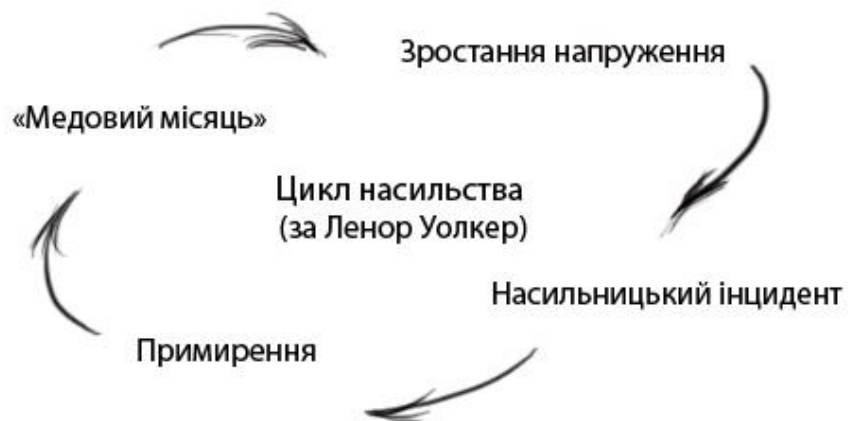 Зростання напруження
«Медовий місяць»
Цикл насильства
(за Ленор Уолкер)
Насильницький інцидент
Примирення